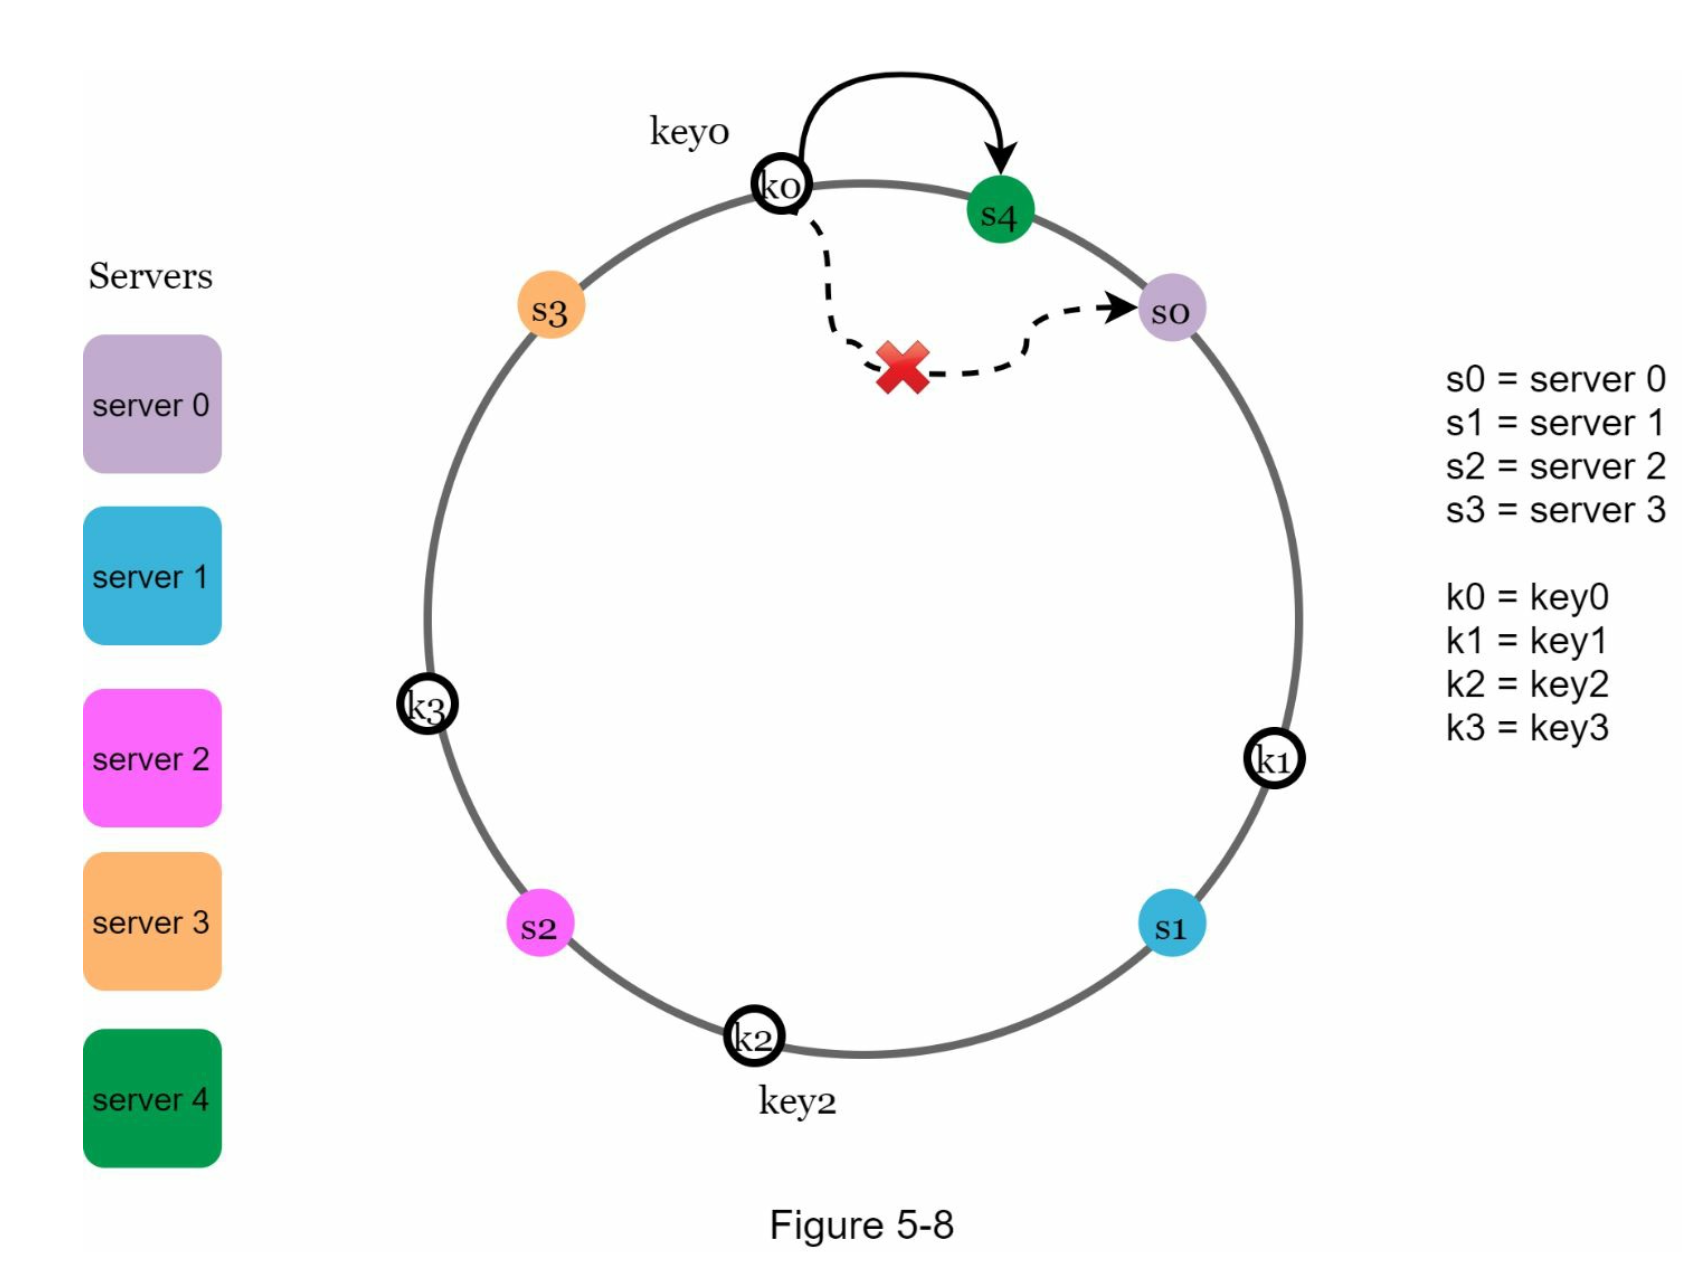 key0
k0
s4
s3
s0
Servers
server 0
server 1
server 2
server 3
server 4
k3
k1
s2
s1
k2
key2
s0 = server 0
s1 = server 1
s2 = server 2
s3 = server 3
k0 = key0
k1 = key1
k2 = key2
k3 = key3
Figure 5-8